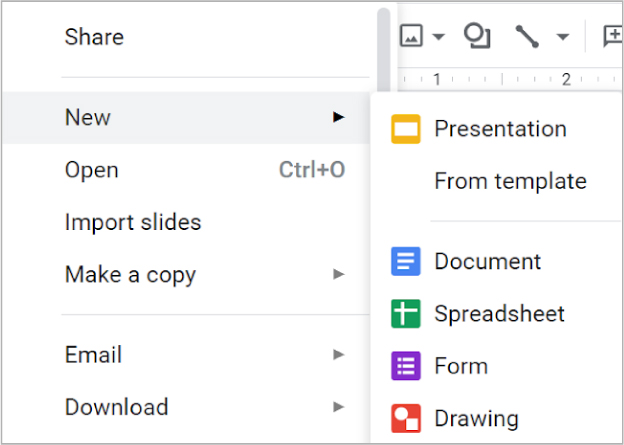 Share
1 2
New
Open Ctrl+O
Import slides
Make a copy
Email
Download
Presentation
From template
Document
Spreadsheet
Form
Drawing